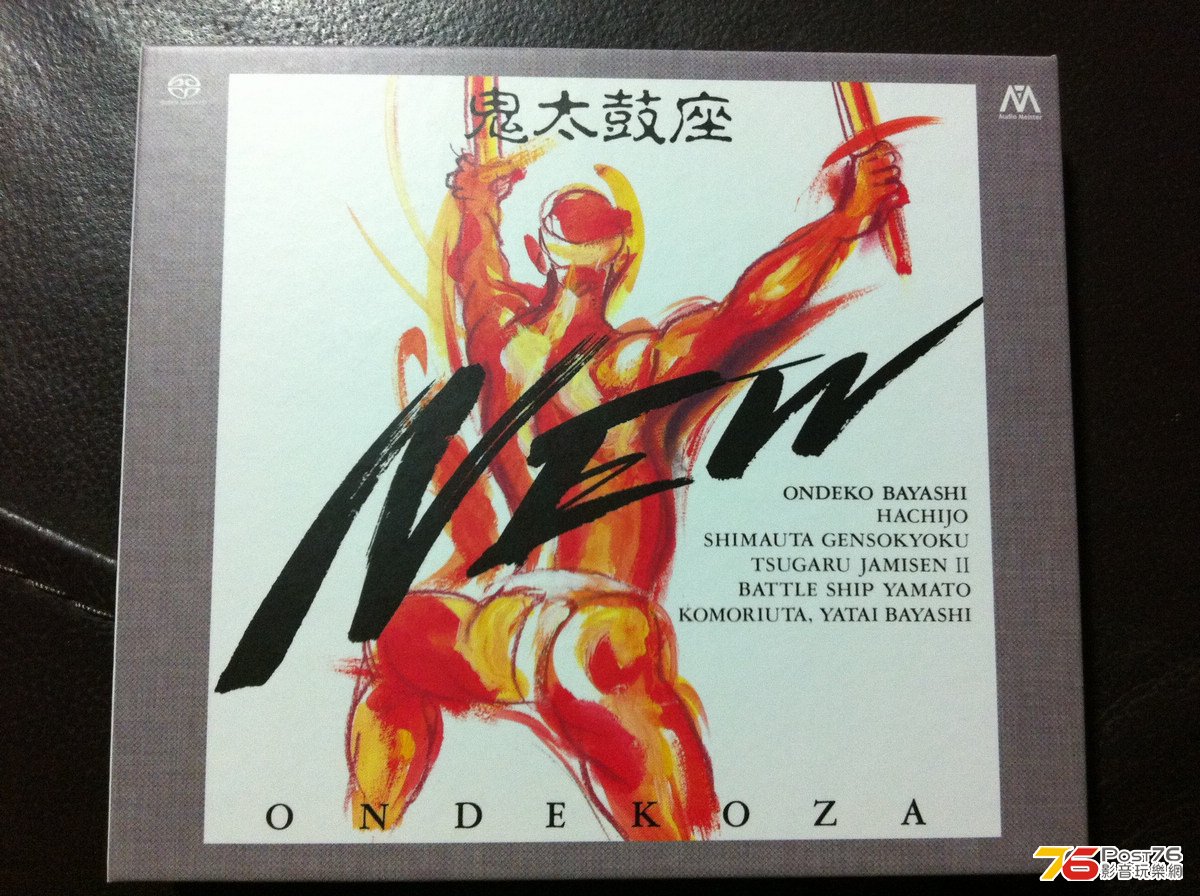 鬼太鼓座
Audio Meister
NEW
ONDEKO BAYASHI
HACHIJO
SHIMAUTA GENSOKYOKU
TSUGARU JAMISEN II
BATTLE SHIP YAMATO
KOMORIUTA, YATAI BAYASHI
ONDEKOZA
76 POST76
影音玩樂網